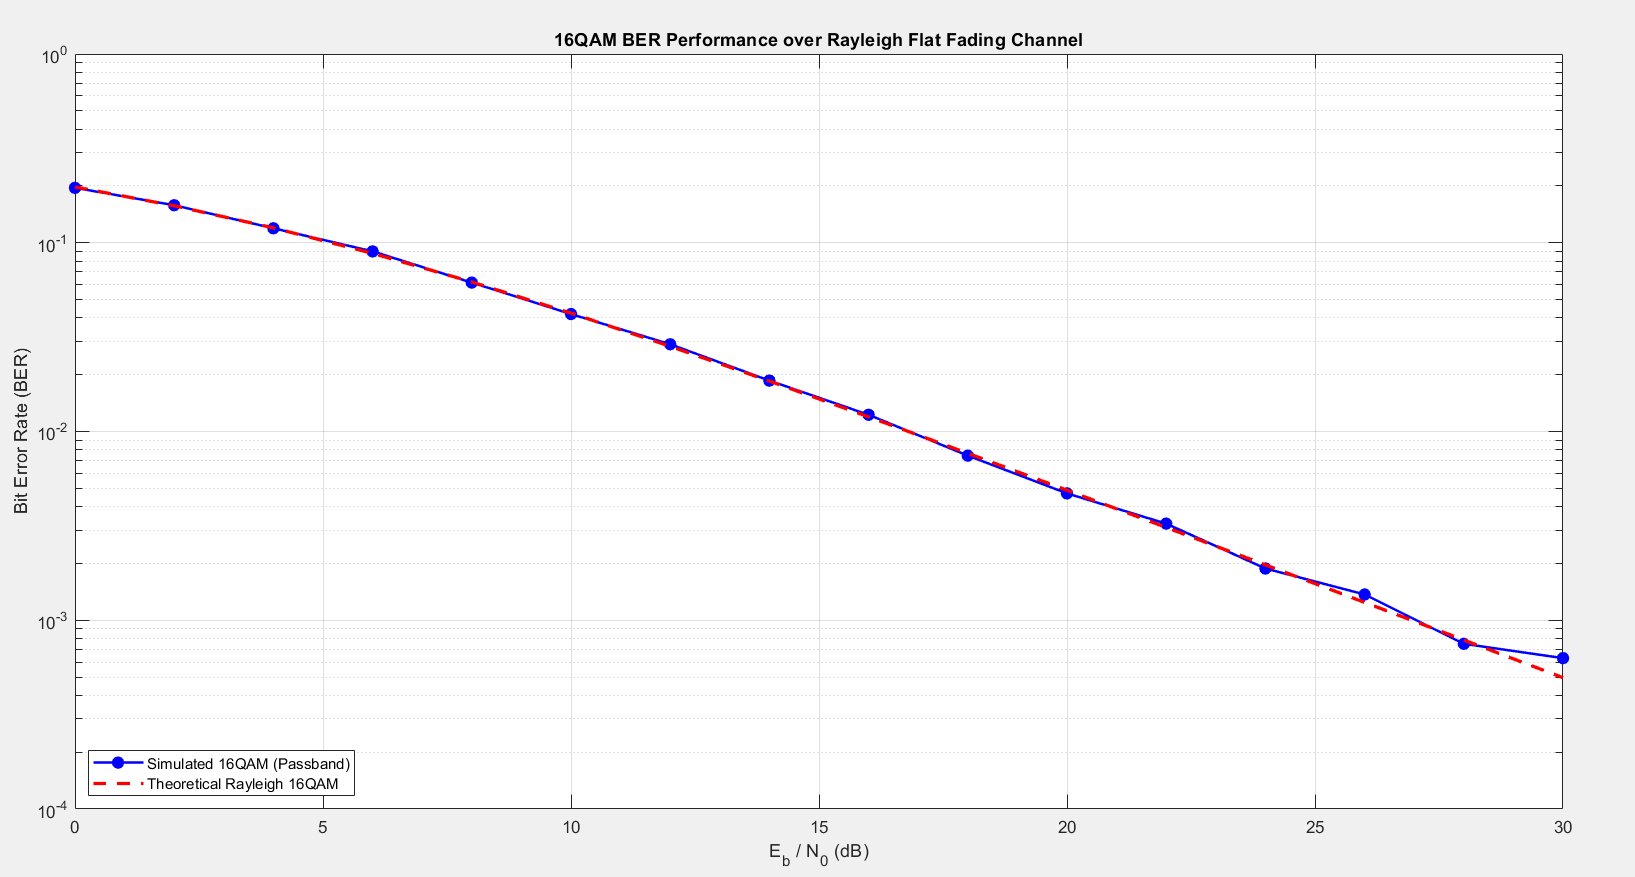 16QAM BER Performance over Rayleigh Flat Fading Channel
10^0
10^-1
10^-2
10^-3
10^-4
Bit Error Rate (BER)
Simulated 16QAM (Passband)
Theoretical Rayleigh 16QAM
0 5 10 15 20 25 30
E_b / N_0 (dB)